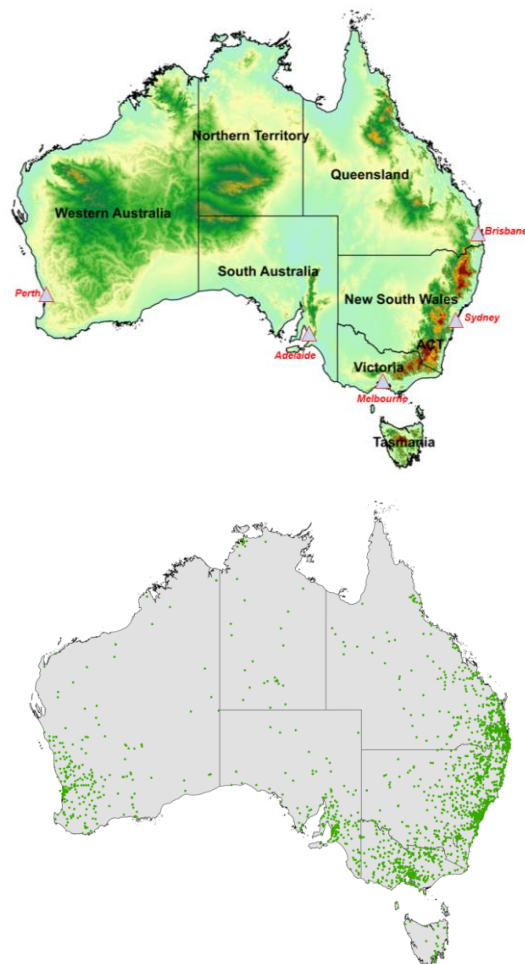 Northern Territory
Queensland
Western Australia
Brisbane
South Australia
Perth
New South Wales
Sydney
ACT
Adelaide
Victoria
Melbourne
Tasmania